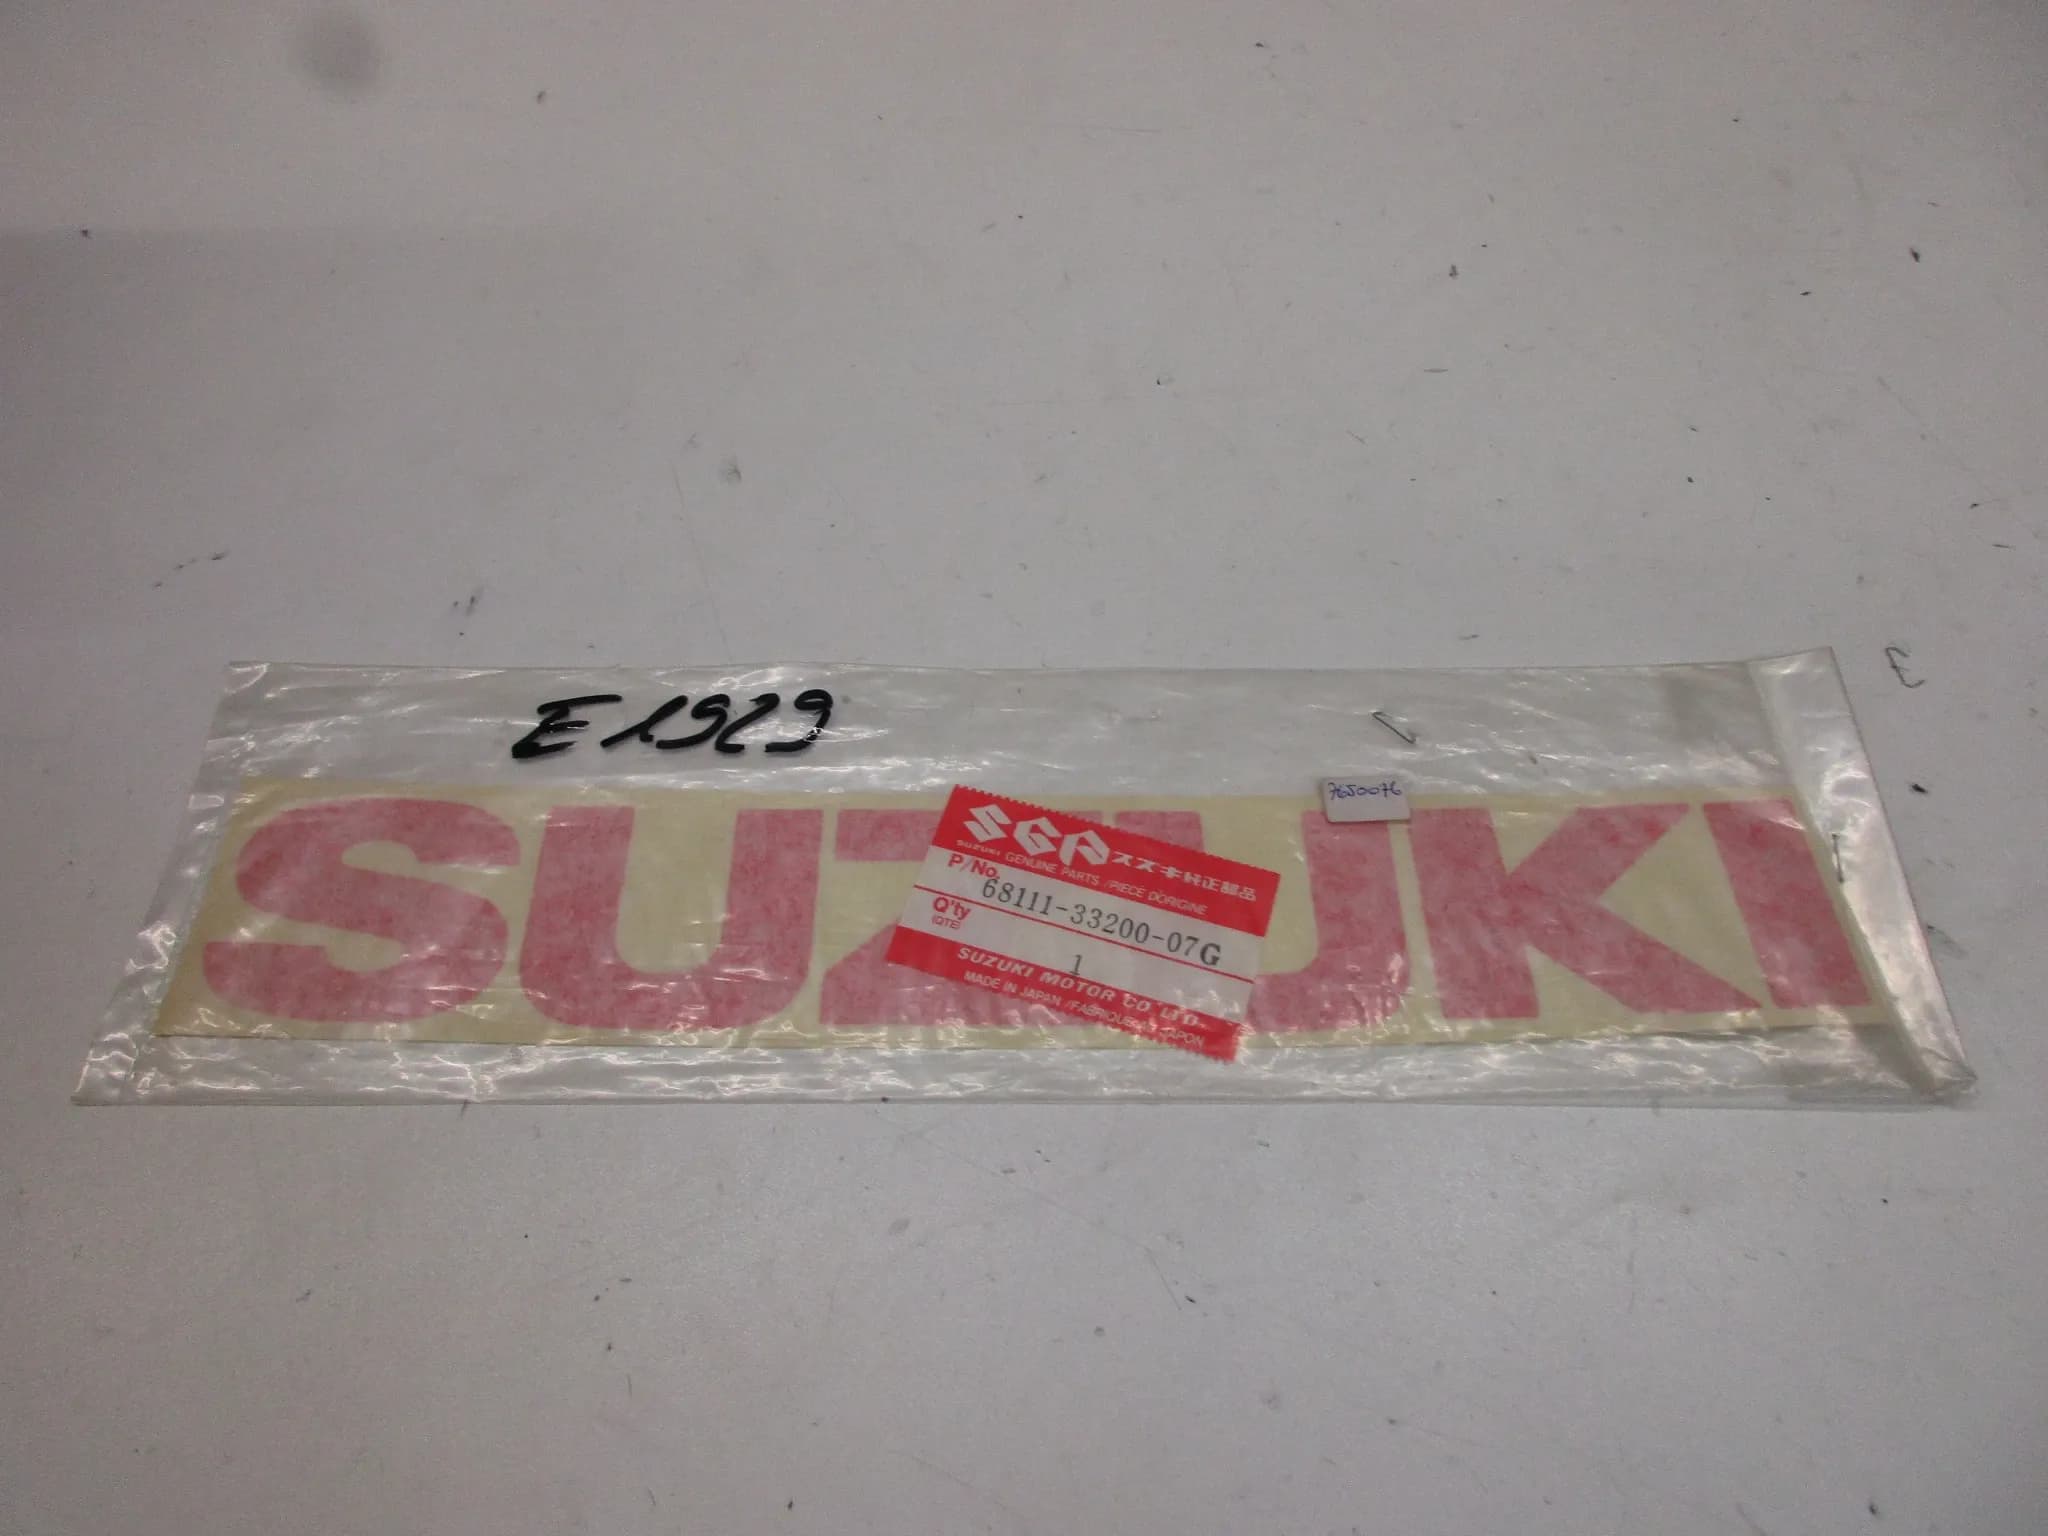 E1929
SUZUKI
7650076
SGP スズキ純正部品
SUZUKI GENUINE PARTS / PIECE D'ORIGINE
P/No. 68111-33200-07G
Q'ty
(QTE) 1
SUZUKI MOTOR CO., LTD.
MADE IN JAPAN / FABRIQUE AU JAPON